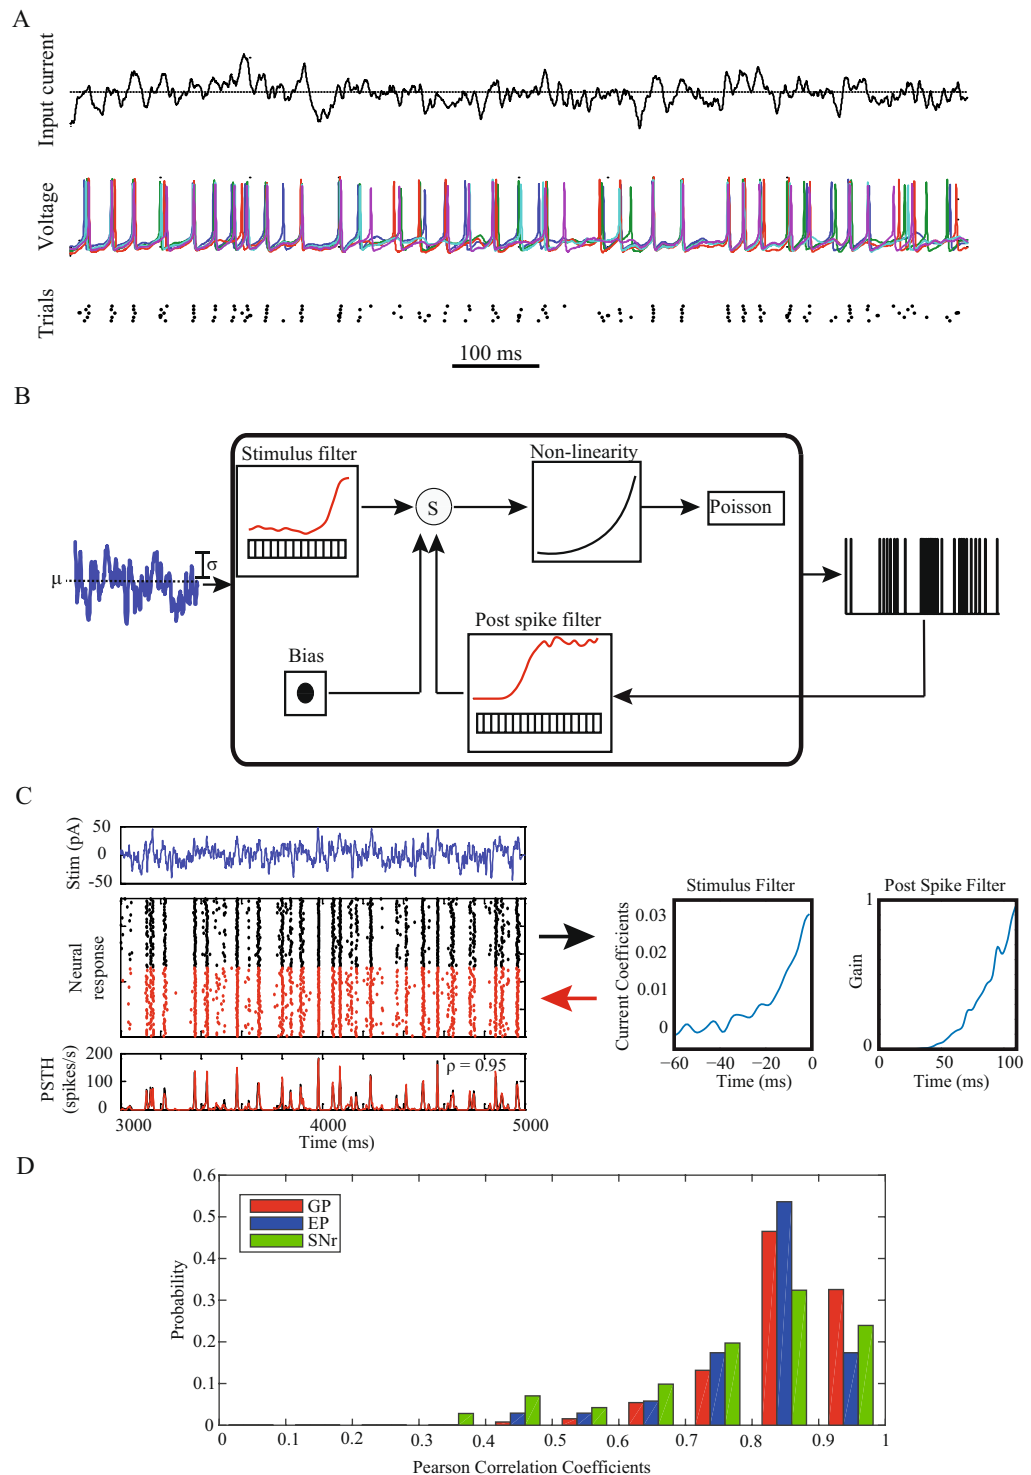 A
Input current
Voltage
Trials
100 ms
B
Stimulus filter
Non-linearity
S
Poisson
μ
σ
Post spike filter
Bias
C
Stim (pA)
50
0
-50
Neural
response
PSTH
(spikes/s)
200
100
0
ρ = 0.95
3000
4000
5000
Time (ms)
Stimulus Filter
Current Coefficients
0.03
0.02
0.01
0
−60
−40
−20
0
Time (ms)
Post Spike Filter
Gain
1
0
0
50
100
Time (ms)
D
Probability
0.6
0.5
0.4
0.3
0.2
0.1
0
GP
EP
SNr
0
0.1
0.2
0.3
0.4
0.5
0.6
0.7
0.8
0.9
1
Pearson Correlation Coefficients